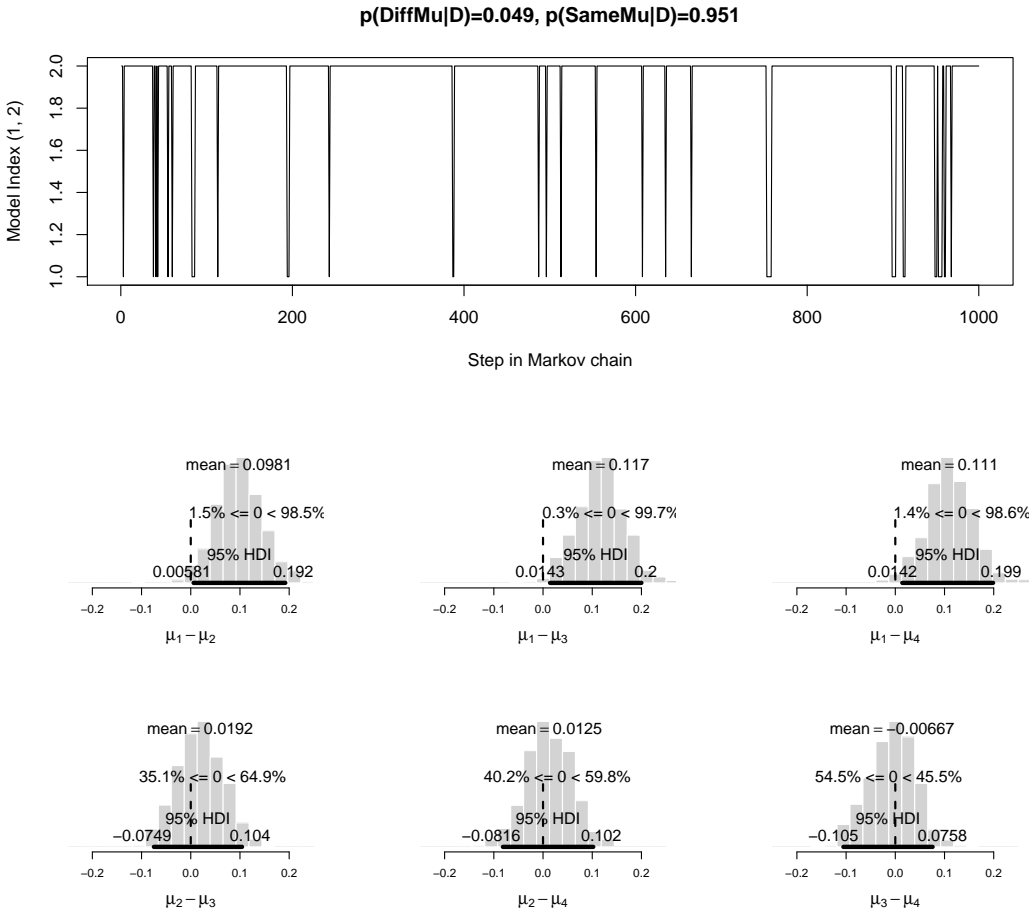 p(DiffMu|D)=0.049, p(SameMu|D)=0.951
Model Index (1, 2)
2.0
1.8
1.6
1.4
1.2
1.0
0 200 400 600 800 1000
Step in Markov chain
mean = 0.0981
1.5% <= 0 < 98.5%
95% HDI
0.00581 0.192
−0.2 −0.1 0.0 0.1 0.2
μ1 − μ2
mean = 0.117
0.3% <= 0 < 99.7%
95% HDI
0.0143 0.2
−0.2 −0.1 0.0 0.1 0.2
μ1 − μ3
mean = 0.111
1.4% <= 0 < 98.6%
95% HDI
0.0142 0.199
−0.2 −0.1 0.0 0.1 0.2
μ1 − μ4
mean = 0.0192
35.1% <= 0 < 64.9%
95% HDI
−0.0749 0.104
−0.2 −0.1 0.0 0.1 0.2
μ2 − μ3
mean = 0.0125
40.2% <= 0 < 59.8%
95% HDI
−0.0816 0.102
−0.2 −0.1 0.0 0.1 0.2
μ2 − μ4
mean = −0.00667
54.5% <= 0 < 45.5%
95% HDI
−0.105 0.0758
−0.2 −0.1 0.0 0.1 0.2
μ3 − μ4